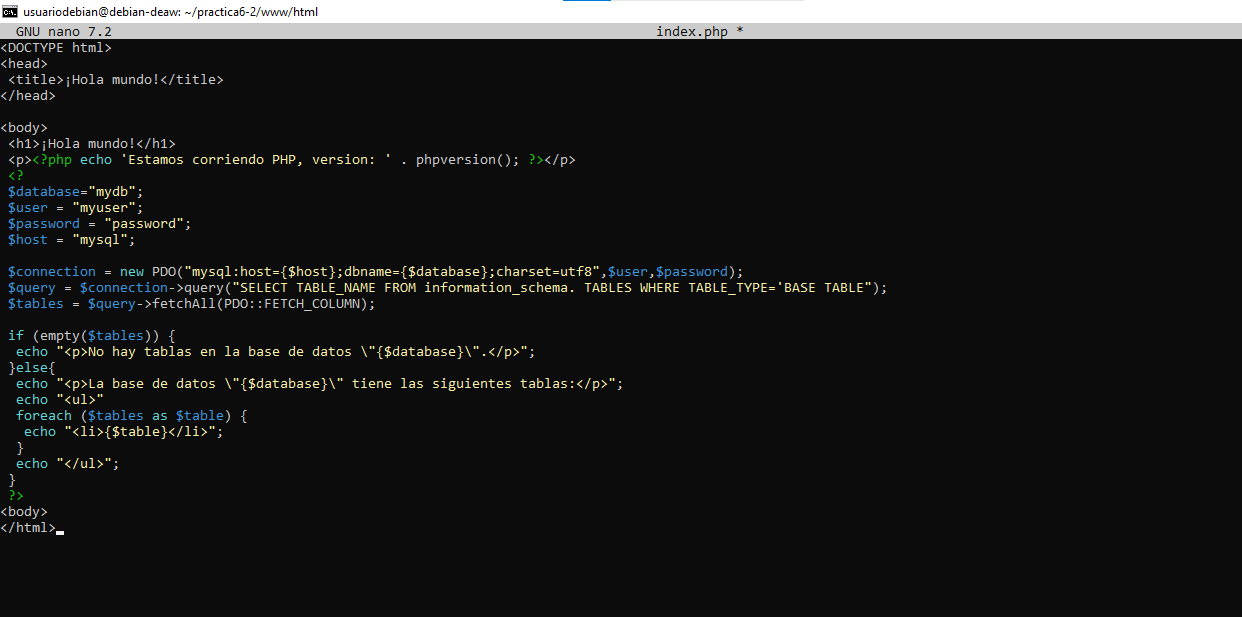 usuariodebian@debian-deaw: ~/practica6-2/www/html
GNU nano 7.2 index.php *
<DOCTYPE html>
<head>
 <title>¡Hola mundo!</title>
</head>

<body>
 <h1>¡Hola mundo!</h1>
 <p><?php echo 'Estamos corriendo PHP, version: ' . phpversion(); ?></p>
 <?
 $database="mydb";
 $user = "myuser";
 $password = "password";
 $host = "mysql";

 $connection = new PDO("mysql:host={$host};dbname={$database};charset=utf8",$user,$password);
 $query = $connection->query("SELECT TABLE_NAME FROM information_schema. TABLES WHERE TABLE_TYPE='BASE TABLE");
 $tables = $query->fetchAll(PDO::FETCH_COLUMN);

 if (empty($tables)) {
  echo "<p>No hay tablas en la base de datos \"{$database}\".</p>";
 }else{
  echo "<p>La base de datos \"{$database}\" tiene las siguientes tablas:</p>";
  echo "<ul>"
  foreach ($tables as $table) {
   echo "<li>{$table}</li>";
  }
  echo "</ul>";
 }
 ?>
<body>
</html>